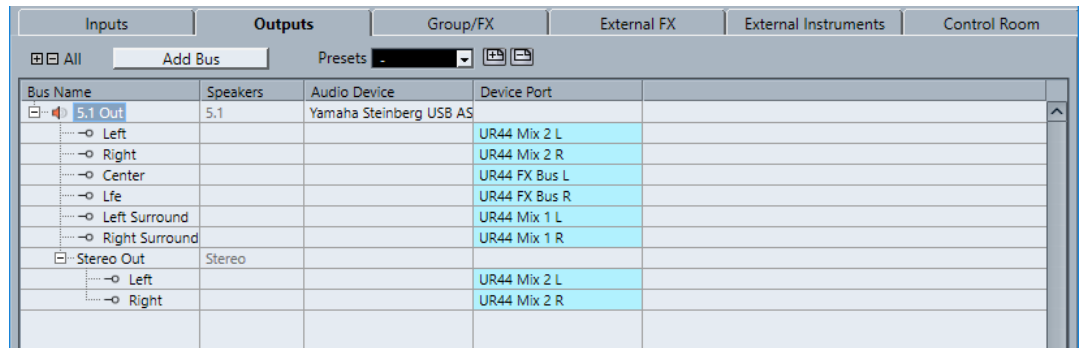 Inputs Outputs Group/FX External FX External Instruments Control Room
All Add Bus Presets -
Bus Name Speakers Audio Device Device Port
5.1 Out 5.1 Yamaha Steinberg USB AS
Left UR44 Mix 2 L
Right UR44 Mix 2 R
Center UR44 FX Bus L
Lfe UR44 FX Bus R
Left Surround UR44 Mix 1 L
Right Surround UR44 Mix 1 R
Stereo Out Stereo
Left UR44 Mix 2 L
Right UR44 Mix 2 R